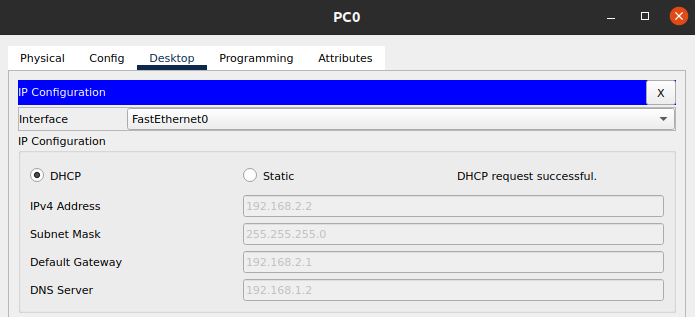 PC0
Physical Config Desktop Programming Attributes
IP Configuration X
Interface FastEthernet0
IP Configuration
DHCP Static DHCP request successful.
IPv4 Address 192.168.2.2
Subnet Mask 255.255.255.0
Default Gateway 192.168.2.1
DNS Server 192.168.1.2